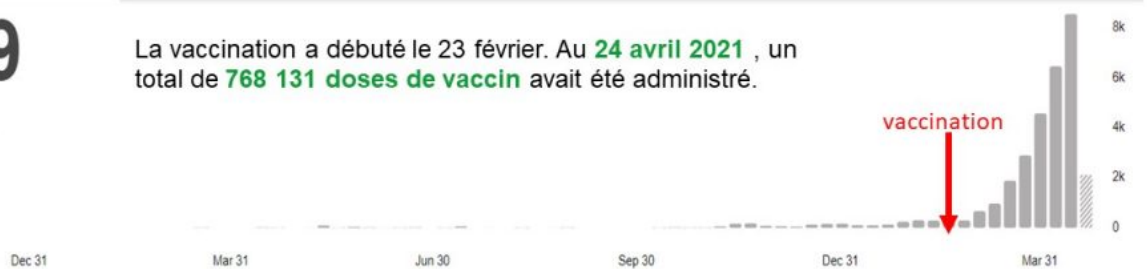 9
La vaccination a débuté le 23 février. Au 24 avril 2021 , un
total de 768 131 doses de vaccin avait été administré.
vaccination
8k
6k
4k
2k
0
Dec 31 Mar 31 Jun 30 Sep 30 Dec 31 Mar 31